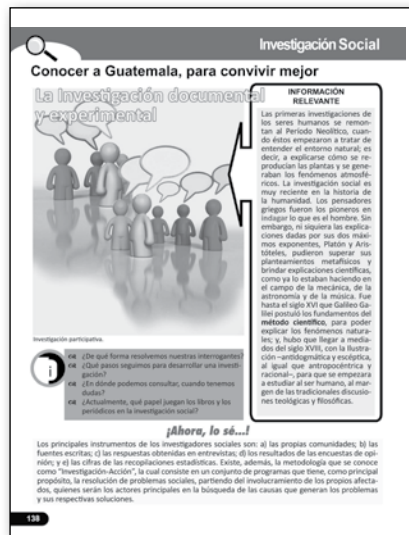 Investigación Social
Conocer a Guatemala, para convivir mejor
La Investigación documental
y experimental
INFORMACIÓN
RELEVANTE
Las primeras investigaciones de
los seres humanos se remon-
tan al Período Neolítico, cuan-
do éstos empezaron a tratar de
entender el entorno natural; es
decir, a explicarse cómo se re-
producían las plantas y se gene-
raban los fenómenos atmosfé-
ricos. La investigación social es
muy reciente en la historia de
la humanidad. Los pensadores
griegos fueron los pioneros en
indagar lo que es el hombre. Sin
embargo, ni siquiera las explica-
ciones dadas por sus dos máxi-
mos exponentes, Platón y Aris-
tóteles, pudieron superar sus
planteamientos metafísicos y
brindar explicaciones científicas,
como ya lo estaban haciendo en
el campo de la mecánica, de la
astronomía y de la música. Fue
hasta el siglo XVI que Galileo Ga-
lilei postuló los fundamentos del
método científico, para poder
explicar los fenómenos natura-
les; y, hubo que llegar a media-
dos del siglo XVIII, con la Ilustra-
ción –antidogmática y escéptica,
al igual que antropocéntrica y
racional–, para que se empezara
a estudiar al ser humano, al mar-
gen de las tradicionales discusio-
nes teológicas y filosóficas.
Investigación participativa.
¿De qué forma resolvemos nuestras interrogantes?
¿Qué pasos seguimos para desarrollar una investi-
gación?
¿En dónde podemos consultar, cuando tenemos
dudas?
¿Actualmente, qué papel juegan los libros y los
periódicos en la investigación social?
¡Ahora, lo sé...!
Los principales instrumentos de los investigadores sociales son: a) las propias comunidades; b) las
fuentes escritas; c) las respuestas obtenidas en entrevistas; d) los resultados de las encuestas de opi-
nión; y e) las cifras de las recopilaciones estadísticas. Existe, además, la metodología que se conoce
como “Investigación-Acción”, la cual consiste en un conjunto de programas que tiene, como principal
propósito, la resolución de problemas sociales, partiendo del involucramiento de los propios afecta-
dos, quienes serán los actores principales en la búsqueda de las causas que generan los problemas
y sus respectivas soluciones.
138